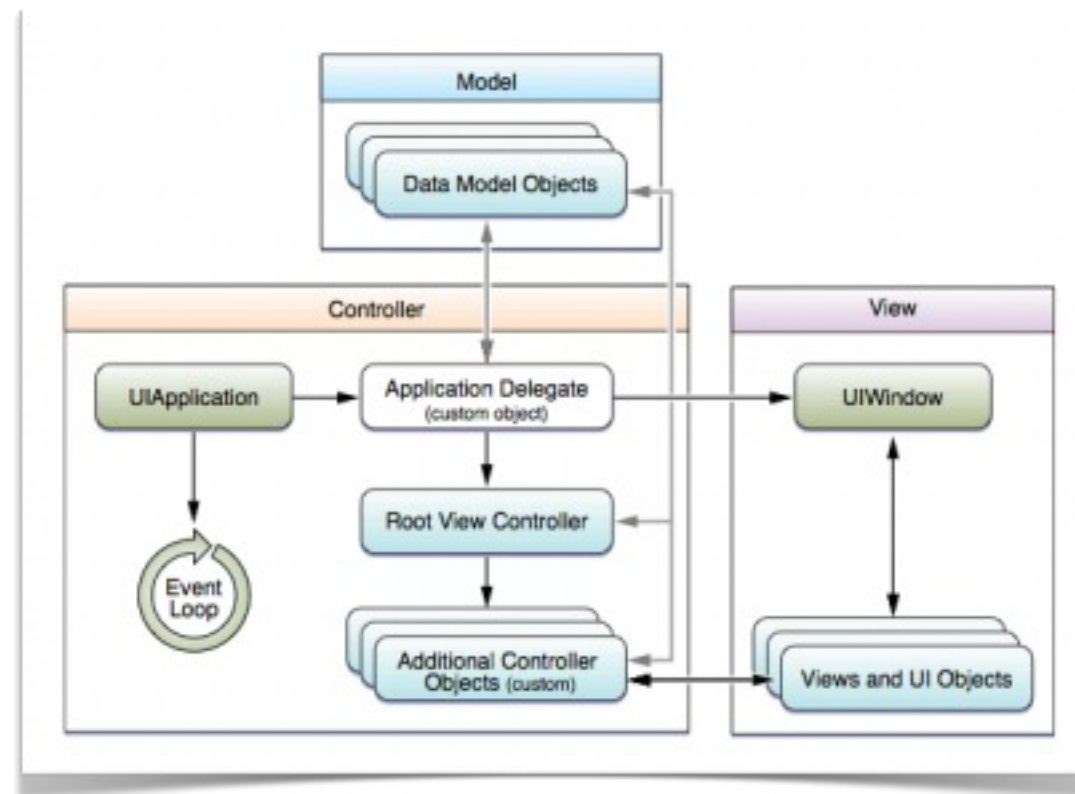 Model
Data Model Objects
Controller
View
UIApplication
Application Delegate
(custom object)
UIWindow
Root View Controller
Event
Loop
Additional Controller
Objects (custom)
Views and UI Objects